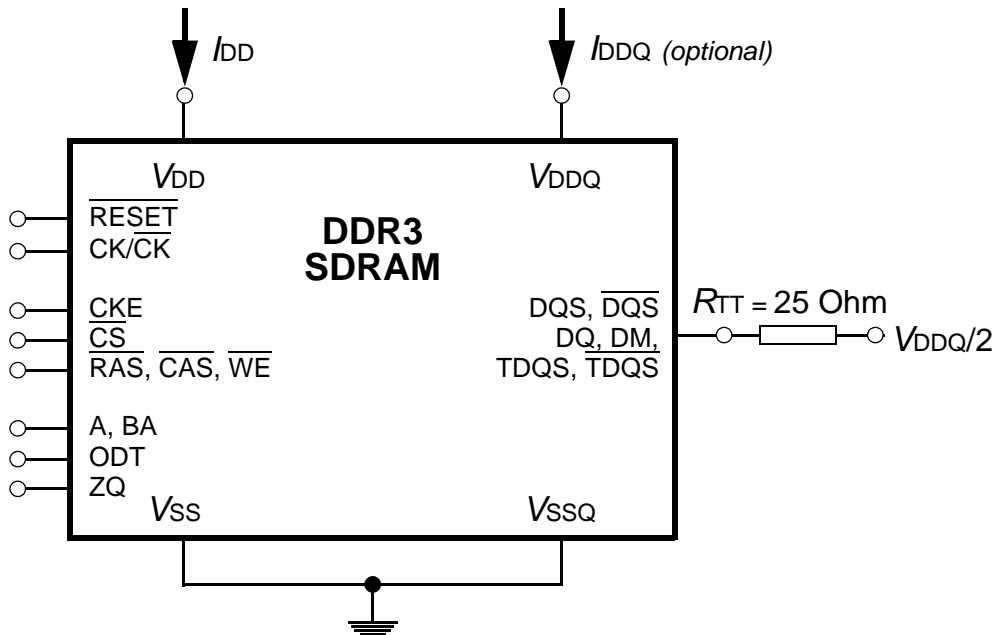 IDD
IDDQ (optional)
VDD
VDDQ
RESET
CK/CK
DDR3
SDRAM
CKE
CS
RAS, CAS, WE
DQS, DQS
DQ, DM,
TDQS, TDQS
RTT = 25 Ohm
VDDQ/2
A, BA
ODT
ZQ
VSS
VSSQ